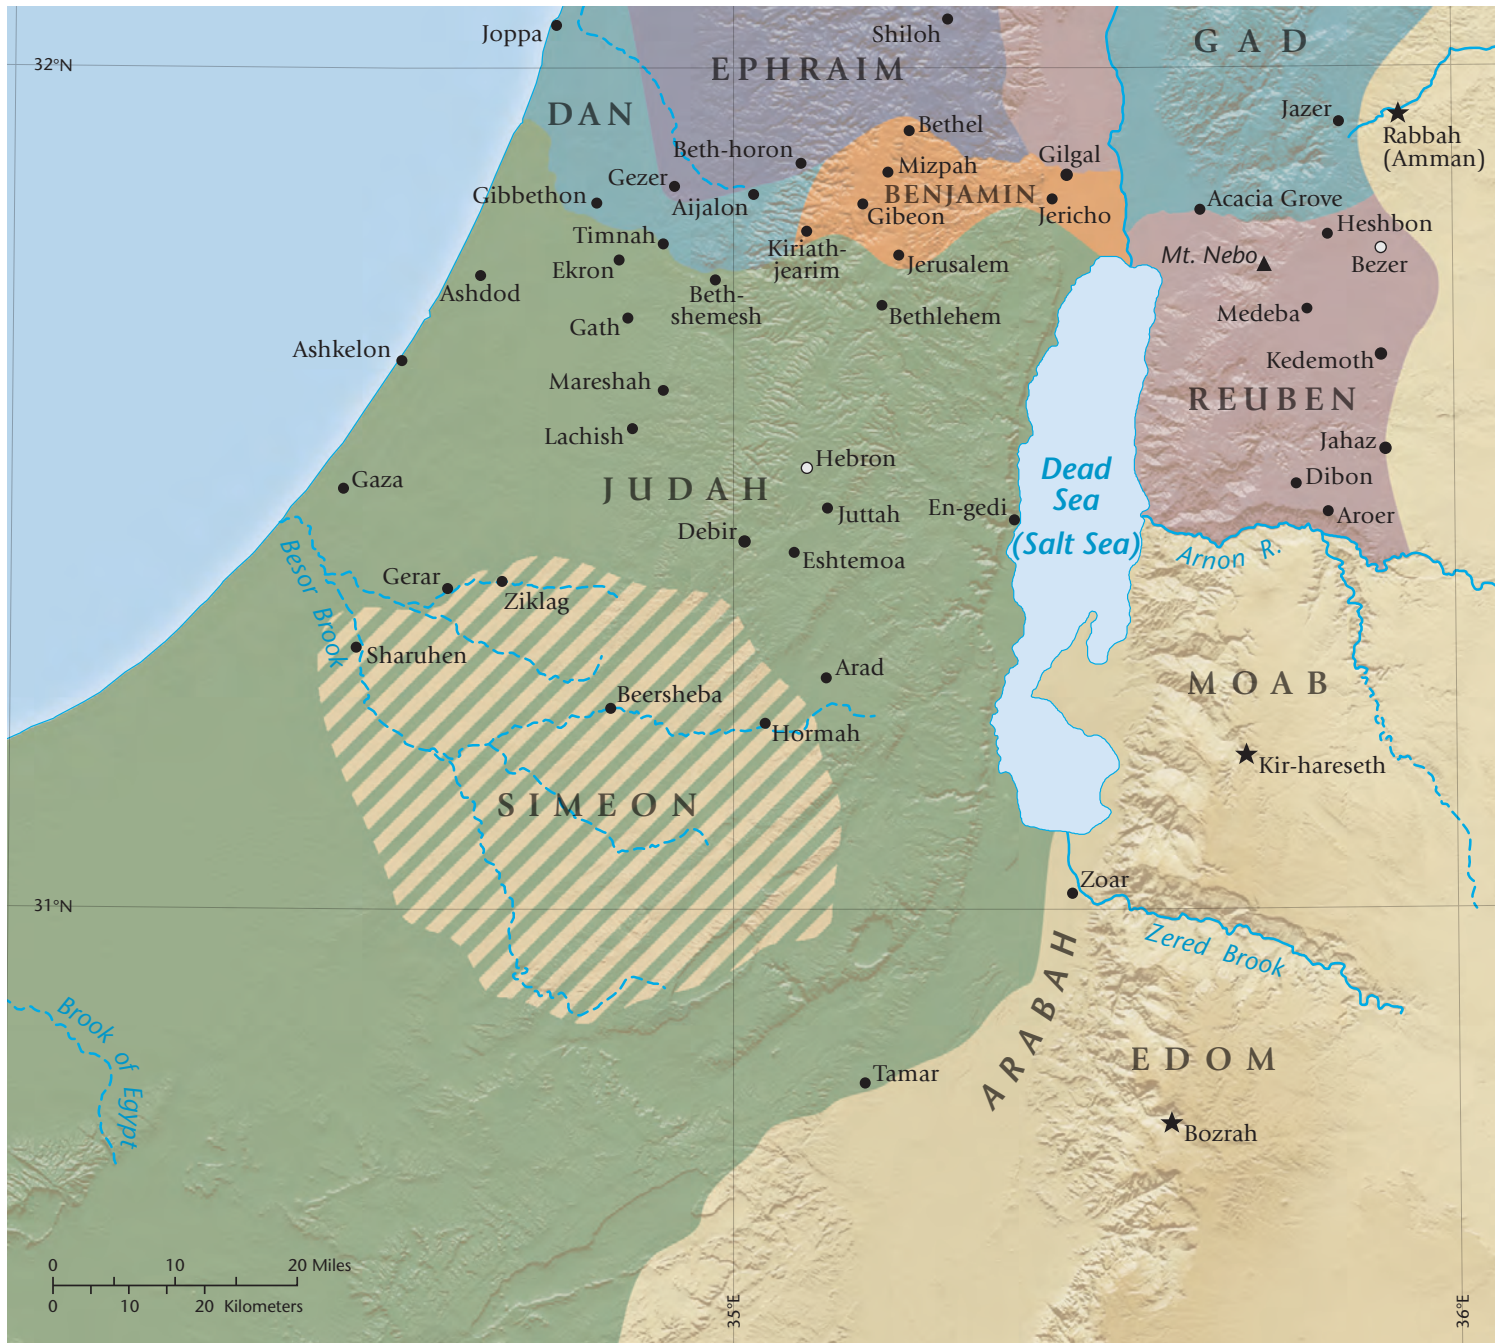 Joppa
Shiloh
GAD
32°N
EPHRAIM
DAN
Jazer
Rabbah
(Amman)
Bethel
Beth-horon
Mizpah
Gilgal
Gezer
BENJAMIN
Gibbethon
Aijalon
Gibeon
Jericho
Acacia Grove
Heshbon
Timnah
Kiriath-
jearim
Mt. Nebo
Bezer
Ekron
Jerusalem
Ashdod
Beth-
shemesh
Gath
Bethlehem
Medeba
Ashkelon
Kedemoth
Mareshah
REUBEN
Lachish
Jahaz
Hebron
Dead
Sea
(Salt Sea)
Gaza
JUDAH
Dibon
Juttah
En-gedi
Aroer
Debir
Eshtemoa
Arnon R.
Besor Brook
Gerar
Ziklag
Sharuhen
Arad
MOAB
Beersheba
Hormah
Kir-hareseth
SIMEON
Zoar
31°N
Zered Brook
ARABAH
Brook of Egypt
EDOM
Tamar
Bozrah
0 10 20 Miles
0 10 20 Kilometers
35°E
36°E